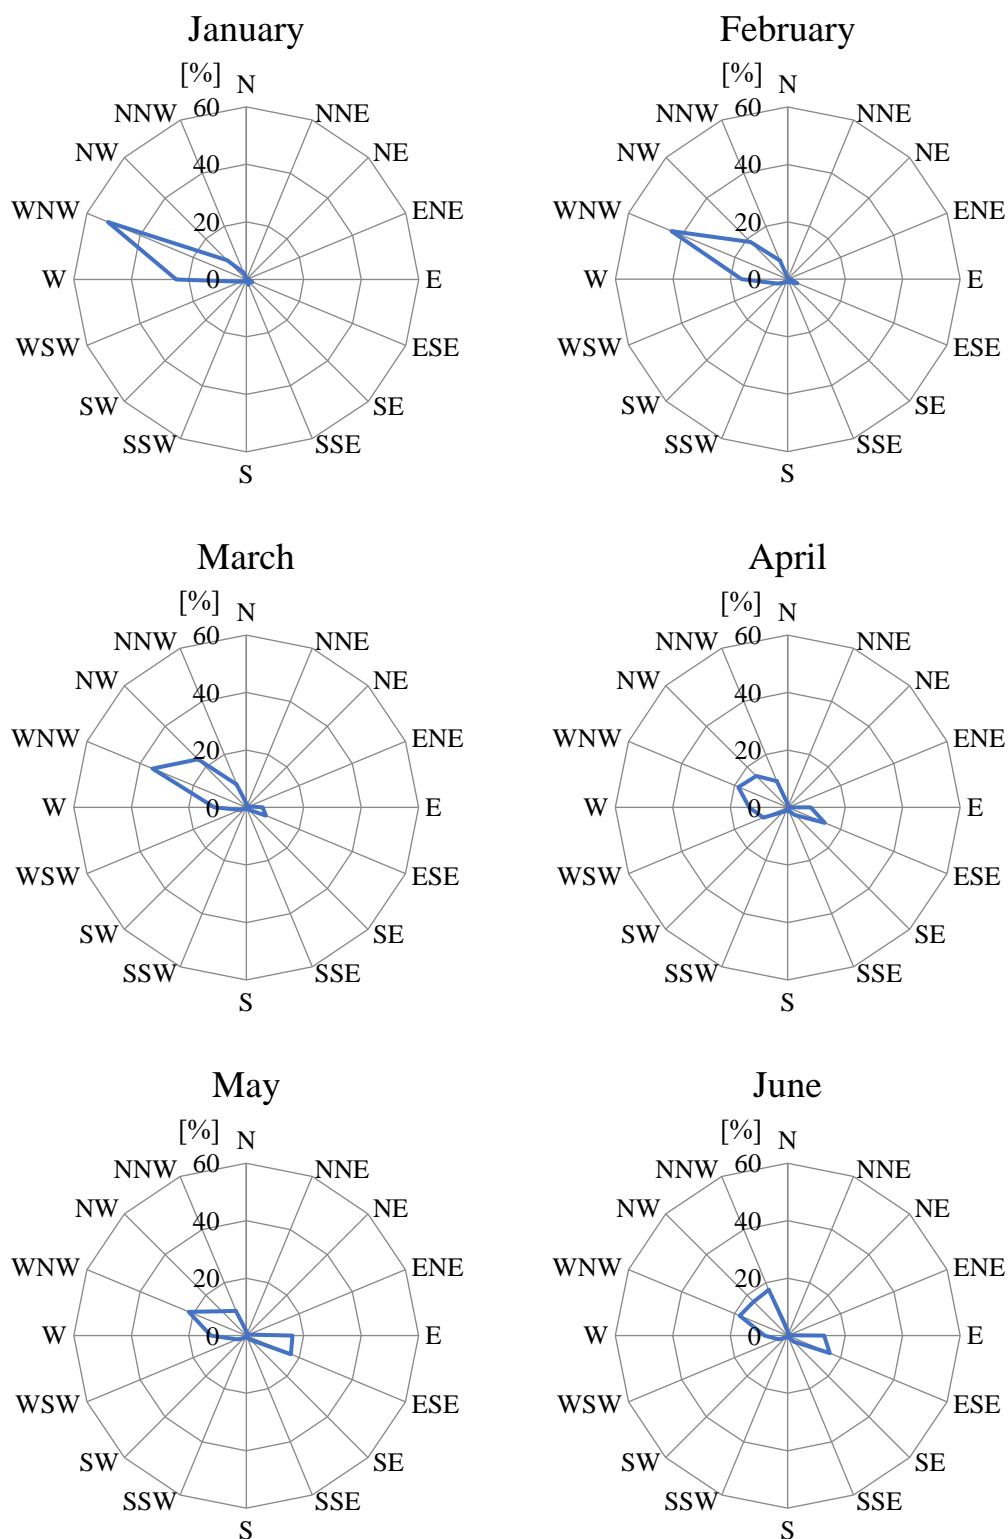 January
[%]
N
NNE
NE
ENE
E
ESE
SE
SSE
S
SSW
SW
WSW
W
WNW
NW
NNW
60
40
20
0
February
[%]
N
NNE
NE
ENE
E
ESE
SE
SSE
S
SSW
SW
WSW
W
WNW
NW
NNW
60
40
20
0
March
[%]
N
NNE
NE
ENE
E
ESE
SE
SSE
S
SSW
SW
WSW
W
WNW
NW
NNW
60
40
20
0
April
[%]
N
NNE
NE
ENE
E
ESE
SE
SSE
S
SSW
SW
WSW
W
WNW
NW
NNW
60
40
20
0
May
[%]
N
NNE
NE
ENE
E
ESE
SE
SSE
S
SSW
SW
WSW
W
WNW
NW
NNW
60
40
20
0
June
[%]
N
NNE
NE
ENE
E
ESE
SE
SSE
S
SSW
SW
WSW
W
WNW
NW
NNW
60
40
20
0